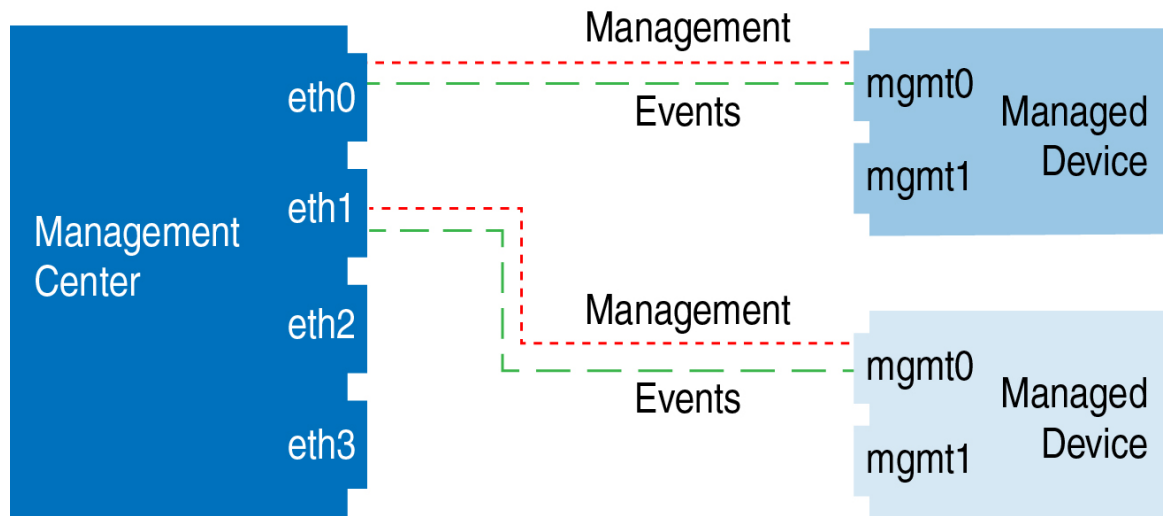 Management
Center
eth0
eth1
eth2
eth3
Management
Events
mgmt0
mgmt1
Managed
Device
Management
Events
mgmt0
mgmt1
Managed
Device